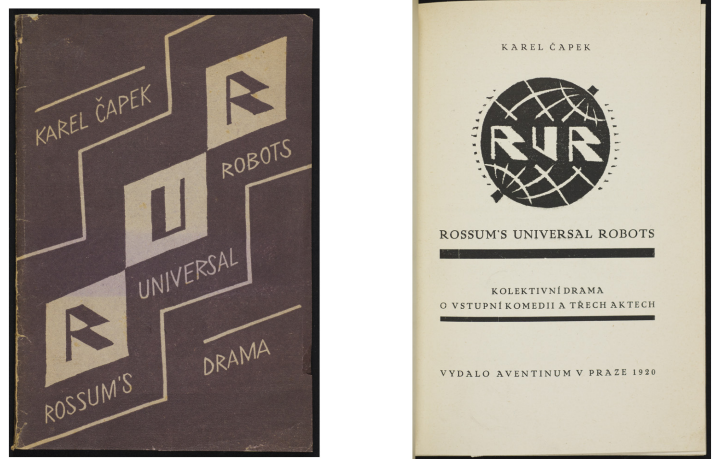 KAREL ČAPEK
R
ROBOTS
U
UNIVERSAL
R
ROSSUM'S
DRAMA
KAREL ČAPEK
RUR
ROSSUM'S UNIVERSAL ROBOTS
KOLEKTIVNÍ DRAMA
O VSTUPNÍ KOMEDII A TŘECH AKTECH
VYDALO AVENTINUM V PRAZE 1920